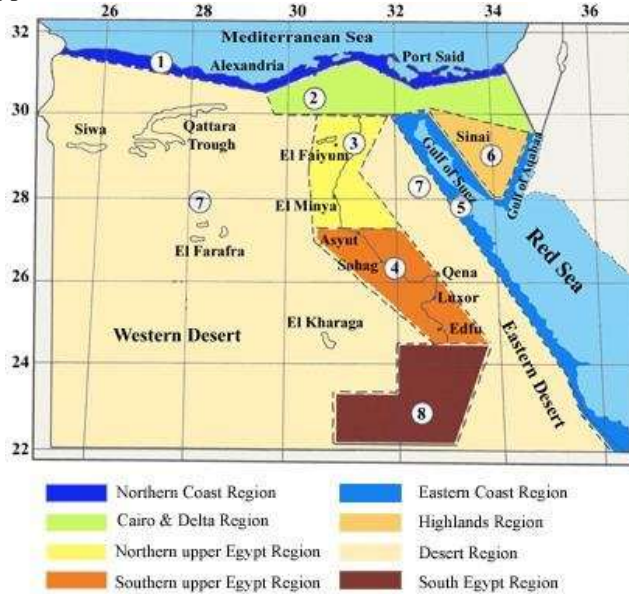 26 28 30 32 34 36
32
Mediterranean Sea
Port Said
Alexandria
1
30
2
Qattara
Trough
Siwa
3
Sinai
El Faiyum
6
Gulf of Suez
Gulf of Aqabaa
28
7
7
El Minya
5
El Farafra
Asyut
Red Sea
26
Sohag
4
Qena
Luxor
El Kharaga
Western Desert
Edfu
Eastern Desert
24
8
22
Northern Coast Region
Eastern Coast Region
Cairo & Delta Region
Highlands Region
Northern upper Egypt Region
Desert Region
Southern upper Egypt Region
South Egypt Region